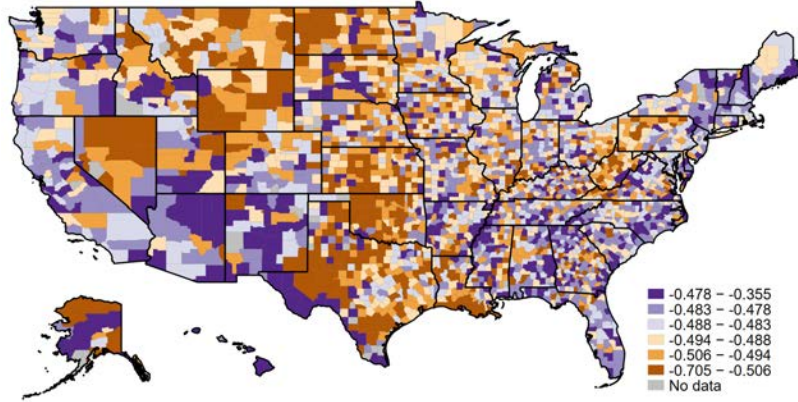 -0.478 – -0.355
-0.483 – -0.478
-0.488 – -0.483
-0.494 – -0.488
-0.506 – -0.494
-0.705 – -0.506
No data